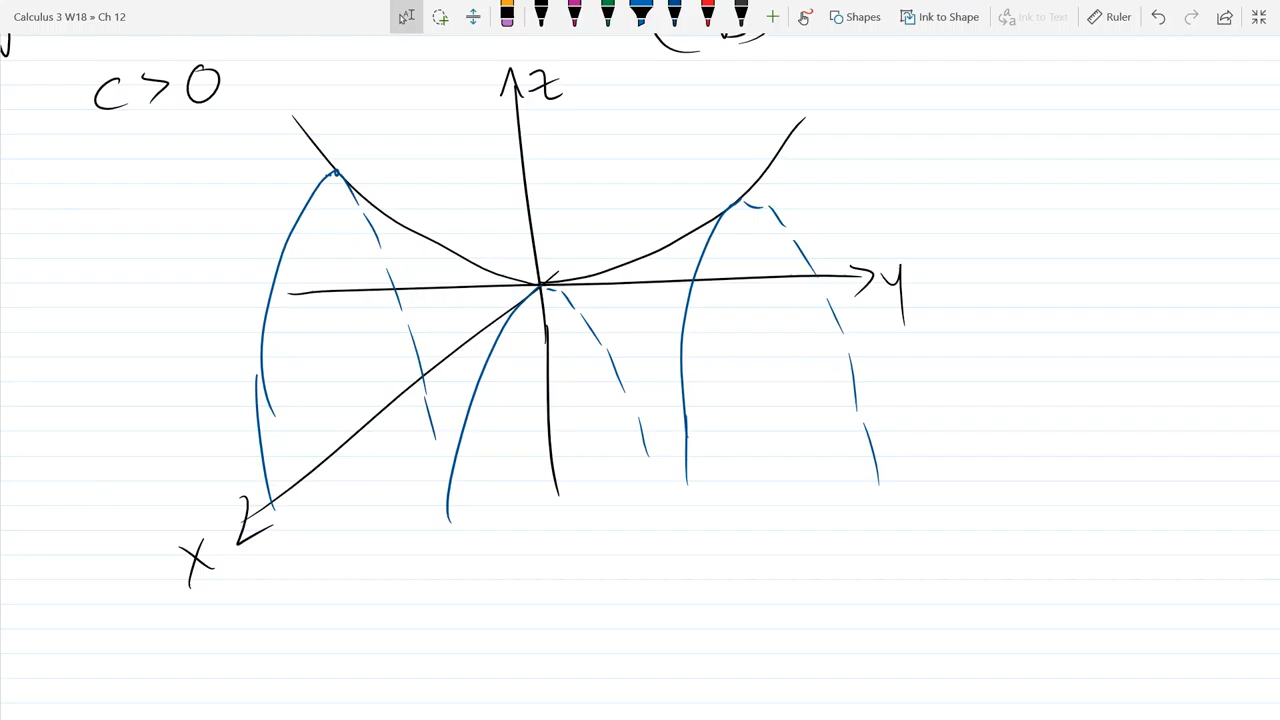 Calculus 3 W18 » Ch 12
Shapes
Ink to Shape
Ink to Text
Ruler
c > 0
z
y
x